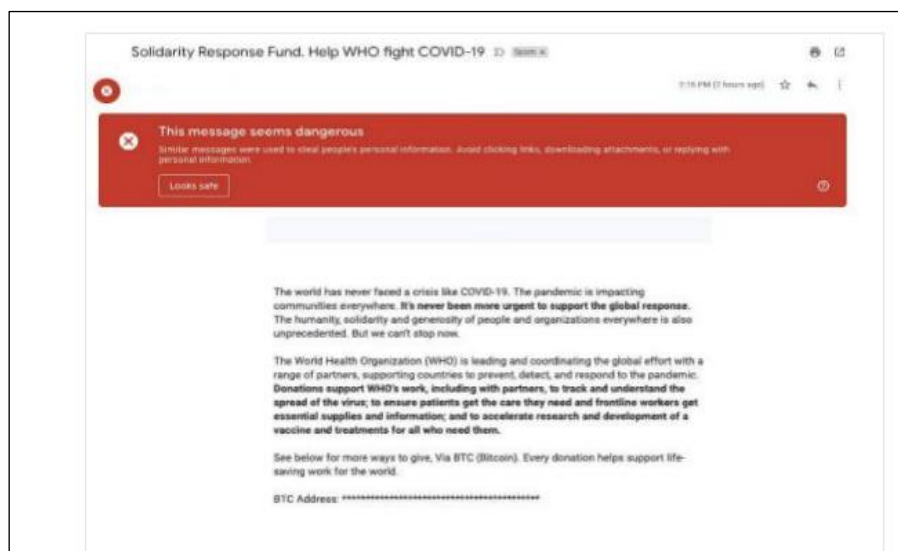 Solidarity Response Fund. Help WHO fight COVID-19 Spam x
7:16 PM (2 hours ago)
This message seems dangerous
Similar messages were used to steal people's personal information. Avoid clicking links, downloading attachments, or replying with
personal information.
Looks safe
The world has never faced a crisis like COVID-19. The pandemic is impacting
communities everywhere. It's never been more urgent to support the global response.
The humanity, solidarity and generosity of people and organizations everywhere is also
unprecedented. But we can't stop now.
The World Health Organization (WHO) is leading and coordinating the global effort with a
range of partners, supporting countries to prevent, detect, and respond to the pandemic.
Donations support WHO's work, including with partners, to track and understand the
spread of the virus; to ensure patients get the care they need and frontline workers get
essential supplies and information; and to accelerate research and development of a
vaccine and treatments for all who need them.
See below for more ways to give, Via BTC (Bitcoin). Every donation helps support life-
saving work for the world.
BTC Address: ******************************************